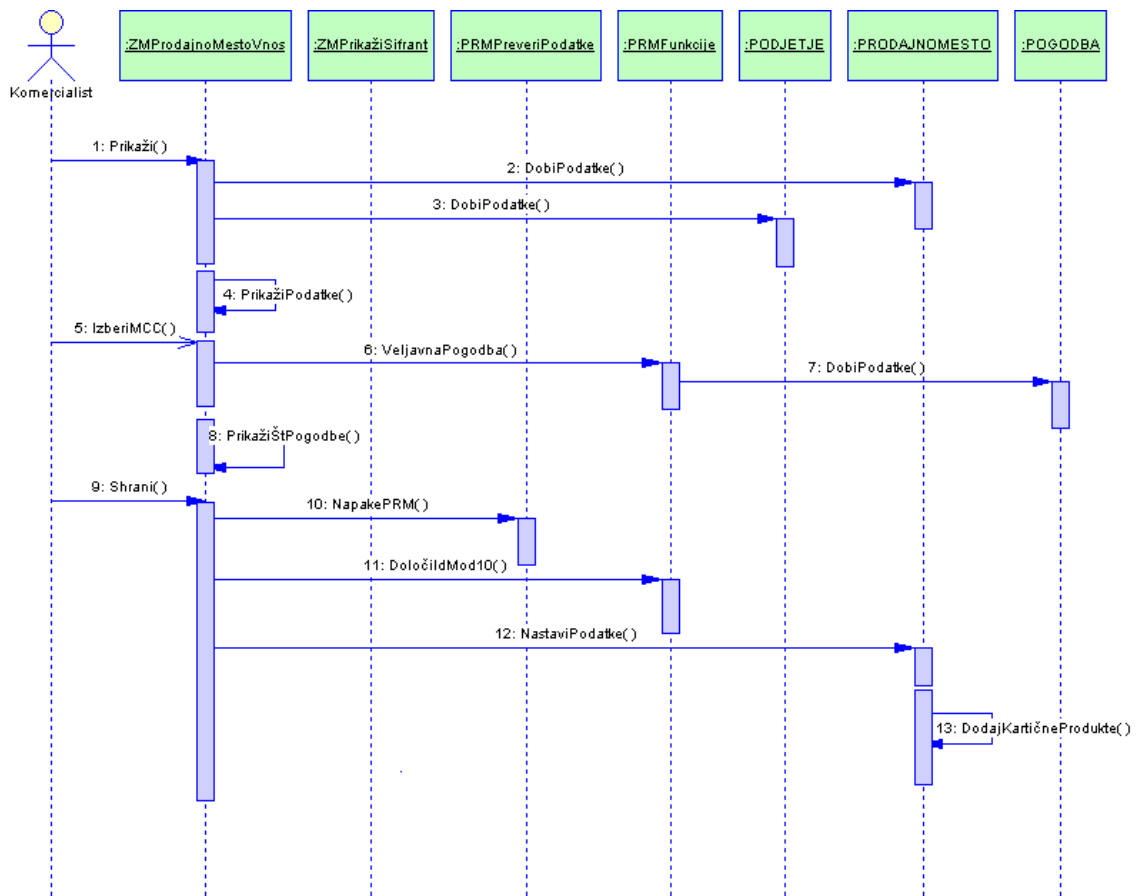 :ZMProdajnoMestoVnos
:ZMPrikažiSifrant
:PRMPreveriPodatke
:PRMFunkcije
:PODJETJE
:PRODAJNOMESTO
:POGODBA
Komercialist
1: Prikaži()
2: DobiPodatke()
3: DobiPodatke()
4: PrikažiPodatke()
5: IzberiMCC()
6: VeljavnaPogodba()
7: DobiPodatke()
8: PrikažiŠtPogodbe()
9: Shrani()
10: NapakePRM()
11: DoločiIdMod10()
12: NastaviPodatke()
13: DodajKartičneProdukte()